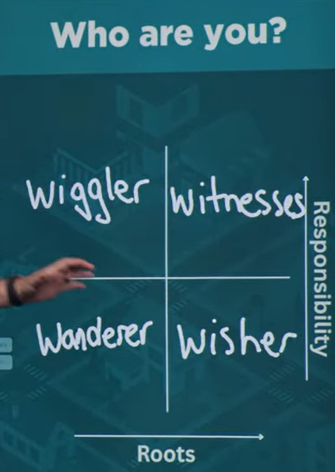 Who are you?
Wiggler
Witnesses
Responsibility
Wanderer
Wisher
Roots